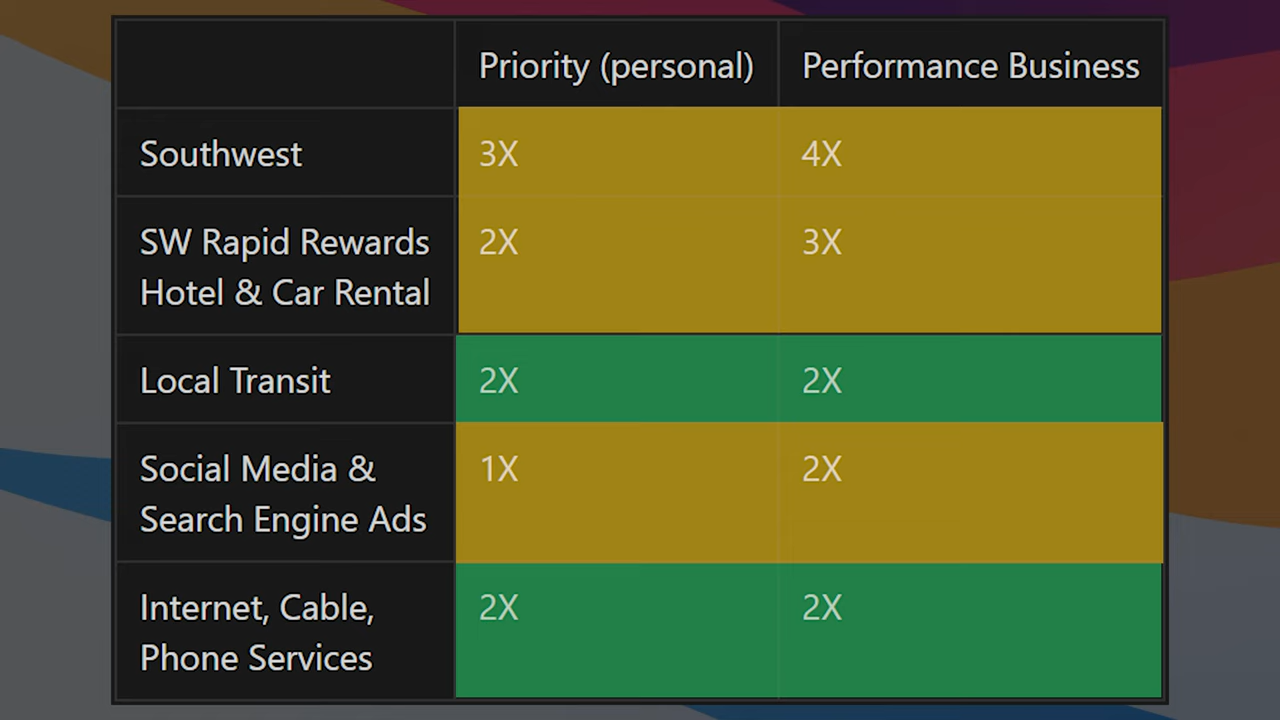 Priority (personal) Performance Business
Southwest 3X 4X
SW Rapid Rewards 2X 3X
Hotel & Car Rental
Local Transit 2X 2X
Social Media & 1X 2X
Search Engine Ads
Internet, Cable, 2X 2X
Phone Services